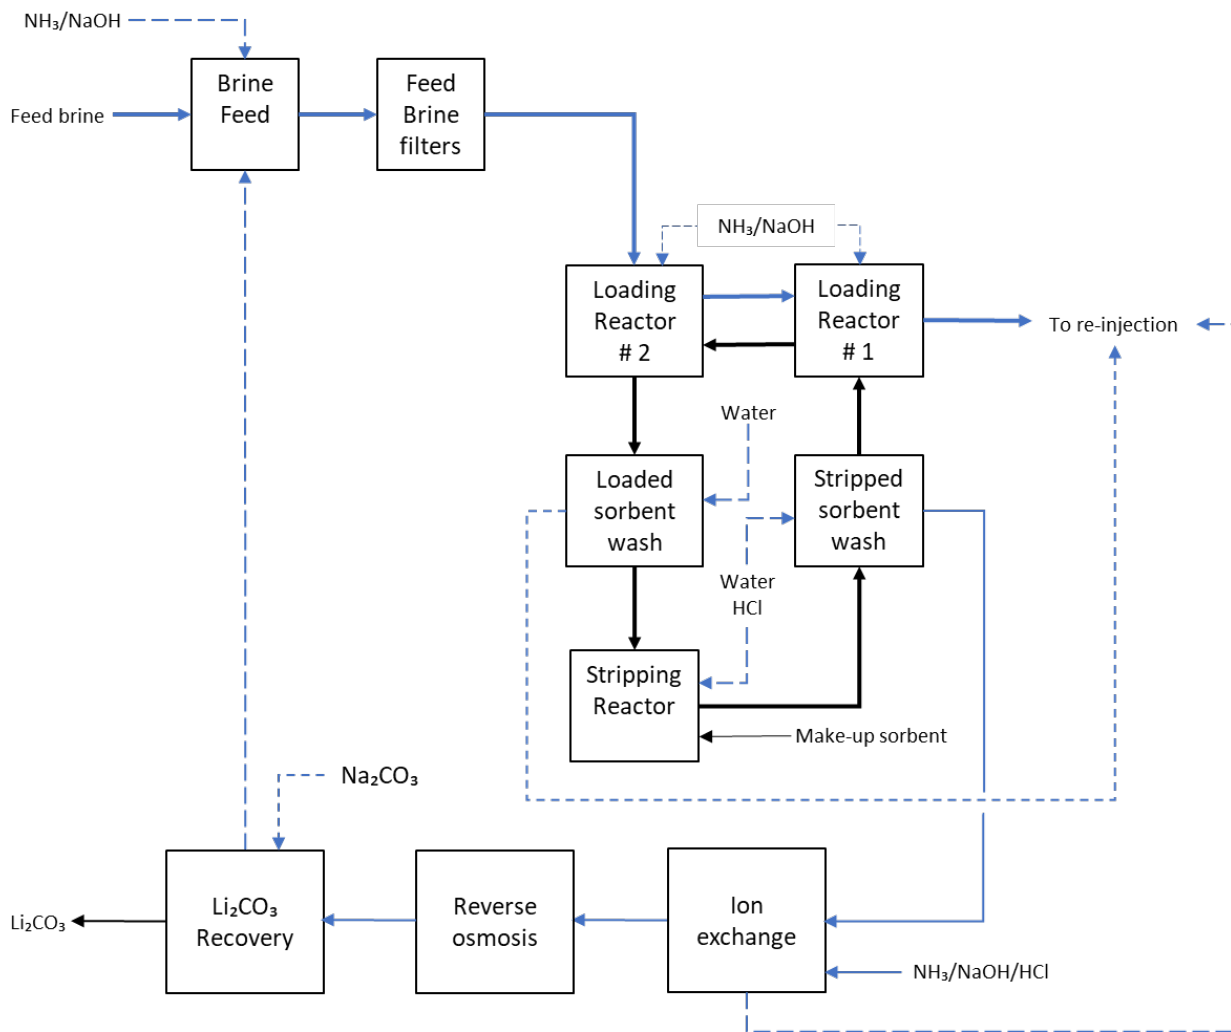 NH₃/NaOH
Brine
Feed
Feed
Brine
filters
Feed brine
NH₃/NaOH
Loading
Reactor
# 2
Loading
Reactor
# 1
To re-injection
Water
Loaded
sorbent
wash
Stripped
sorbent
wash
Water
HCl
Stripping
Reactor
Make-up sorbent
Na₂CO₃
Li₂CO₃
Li₂CO₃
Recovery
Reverse
osmosis
Ion
exchange
NH₃/NaOH/HCl